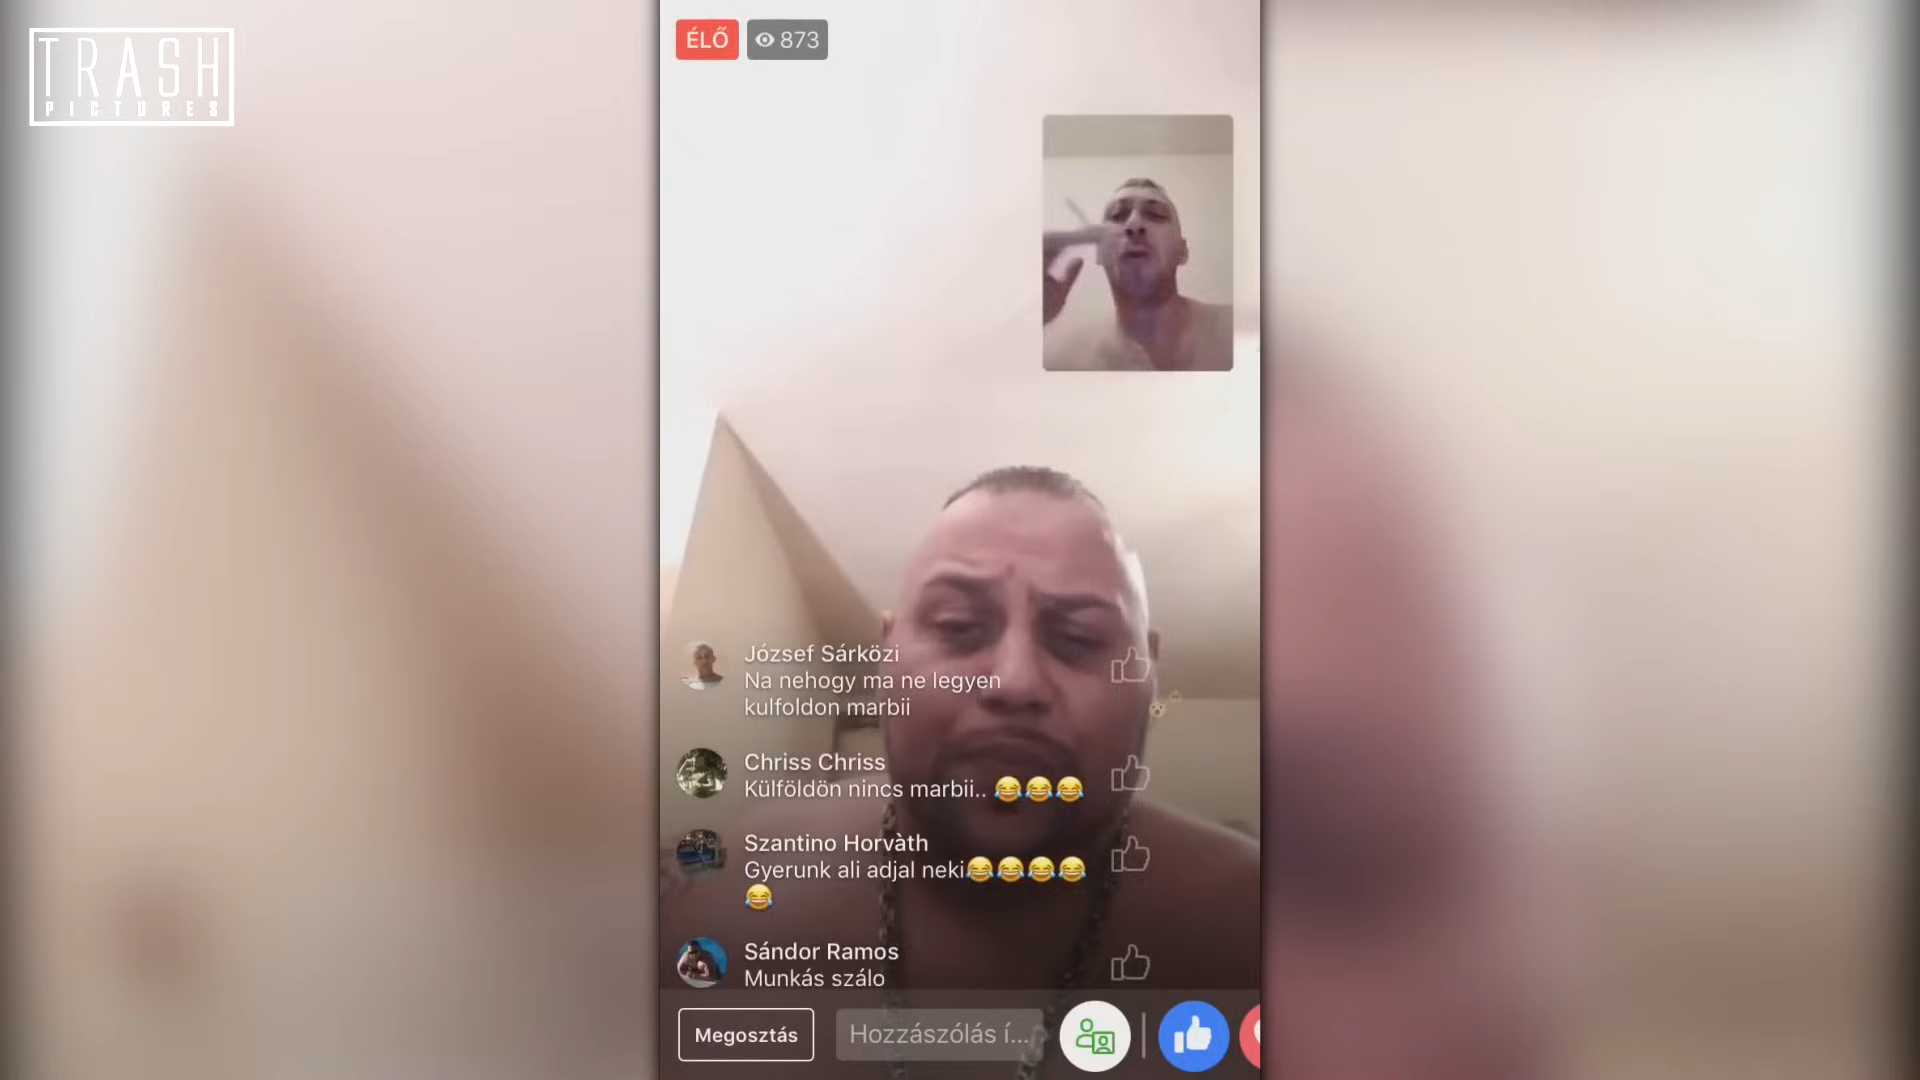 TRASH
PICTURES
ÉLŐ
873
József Sárközi
Na nehogy ma ne legyen
kulfoldon marbii
Chriss Chriss
Külföldön nincs marbii.. 😂😂😂
Szantino Horvàth
Gyerunk ali adjal neki😂😂😂😂
😂
Sándor Ramos
Munkás szálo
Megosztás
Hozzászólás í...